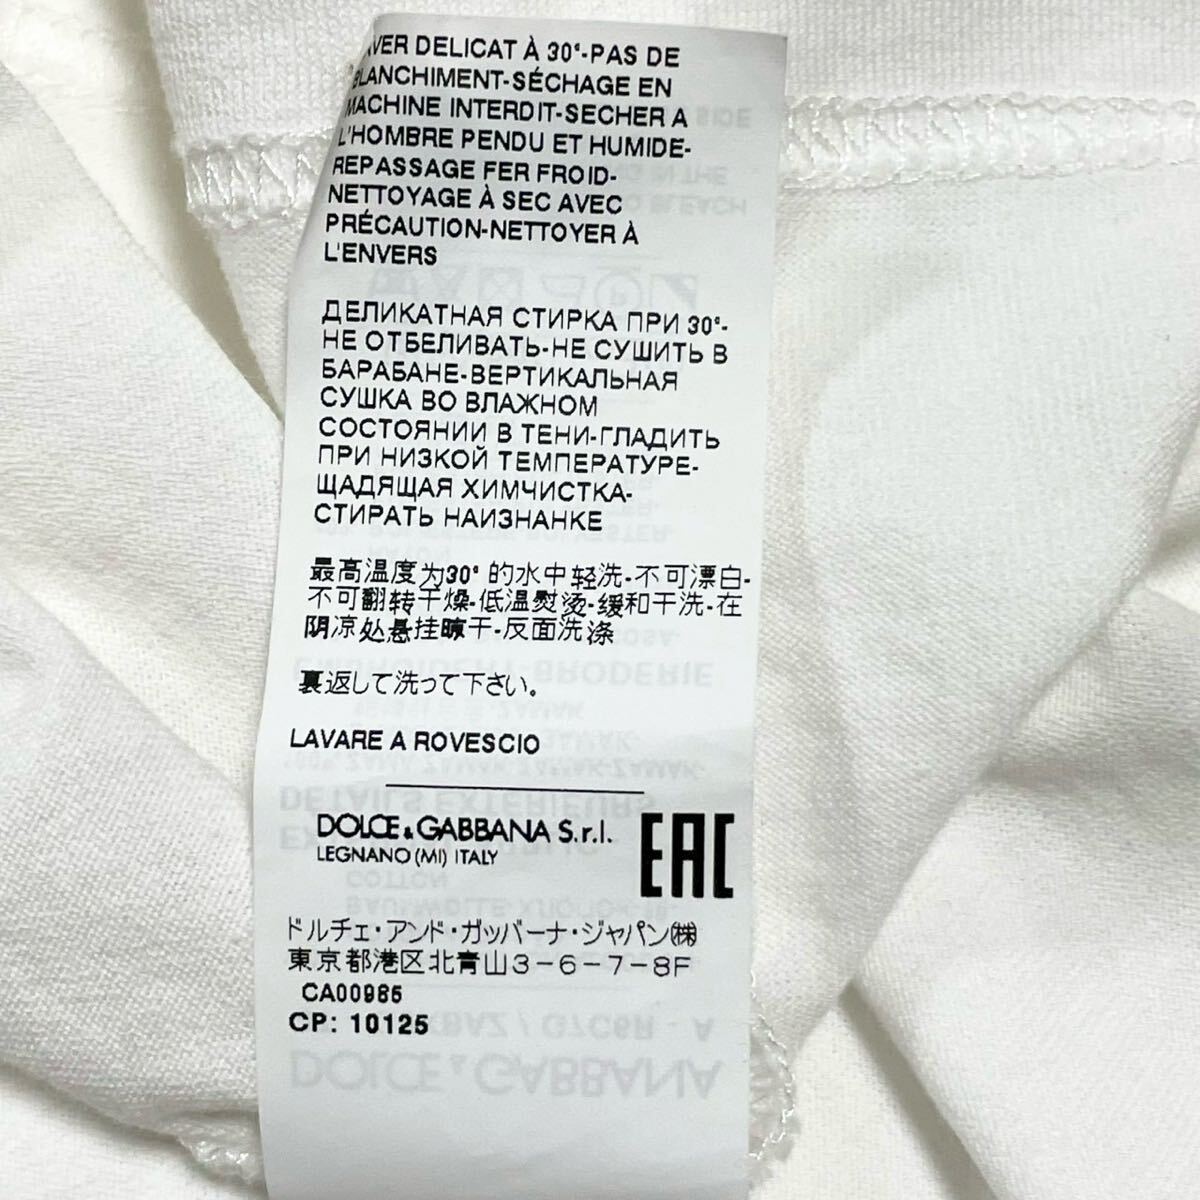 DELICAT À 30°-PAS DE
BLANCHIMENT-SÉCHAGE EN
MACHINE INTERDIT-SECHER A
L'HOMBRE PENDU ET HUMIDE-
REPASSAGE FER FROID-
NETTOYAGE À SEC AVEC
PRÉCAUTION-NETTOYER À
L'ENVERS
ДЕЛИКАТНАЯ СТИРКА ПРИ 30°-
НЕ ОТБЕЛИВАТЬ-НЕ СУШИТЬ В
БАРАБАНЕ-ВЕРТИКАЛЬНАЯ
СУШКА ВО ВЛАЖНОМ
СОСТОЯНИИ В ТЕНИ-ГЛАДИТЬ
ПРИ НИЗКОЙ ТЕМПЕРАТУРЕ-
ЩАДЯЩАЯ ХИМЧИСТКА-
СТИРАТЬ НАИЗНАНКЕ
最高温度为30° 的水中轻洗-不可漂白-
不可翻转干燥-低温熨烫-缓和干洗-在
阴凉处悬挂晾干-反面洗涤
裏返して洗って下さい。
LAVARE A ROVESCIO
DOLCE & GABBANA S.r.l.
LEGNANO (MI) ITALY
EAC
ドルチェ・アンド・ガッバーナ・ジャパン㈱
東京都港区北青山3-6-7-8F
CA00985
CP: 10125